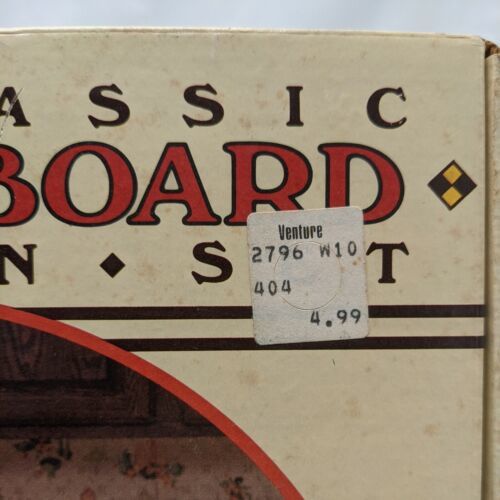 ASSIC
BOARD
N ◆ S T
Venture
2796 W10
404
4.99